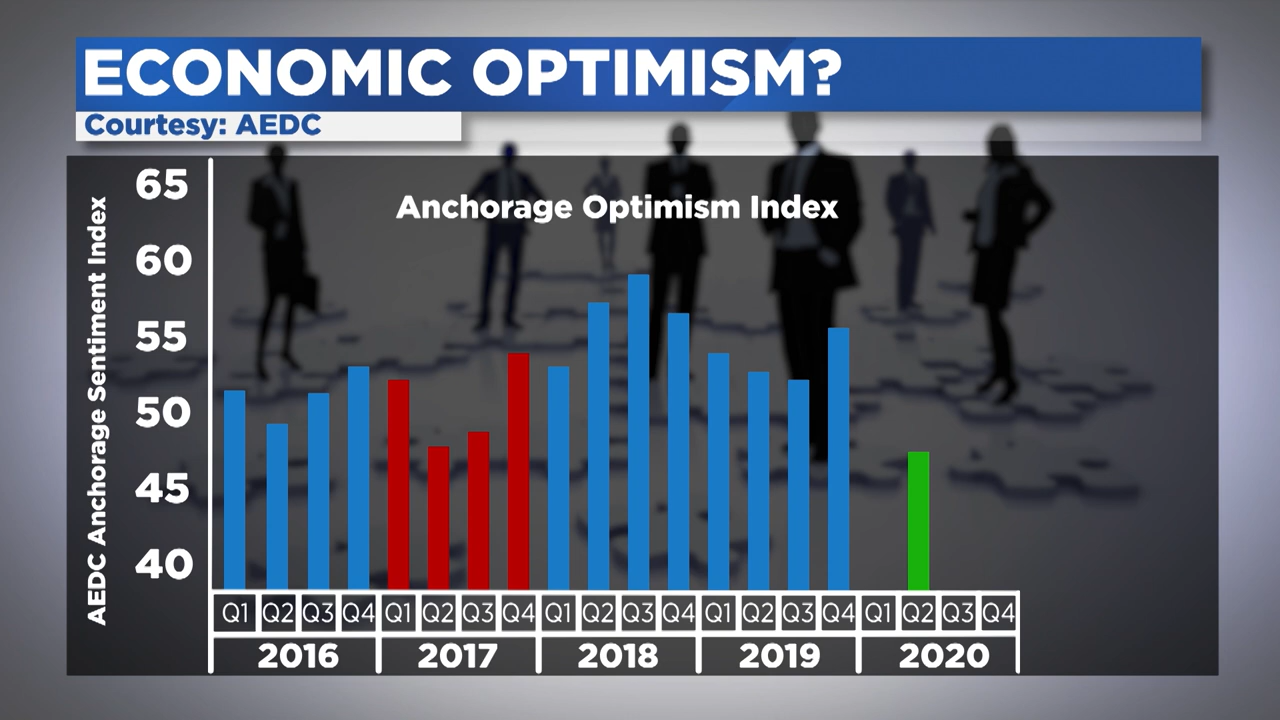 ECONOMIC OPTIMISM?
Courtesy: AEDC
Anchorage Optimism Index
AEDC Anchorage Sentiment Index
65
60
55
50
45
40
Q1 Q2 Q3 Q4 Q1 Q2 Q3 Q4 Q1 Q2 Q3 Q4 Q1 Q2 Q3 Q4 Q1 Q2 Q3 Q4
2016 2017 2018 2019 2020